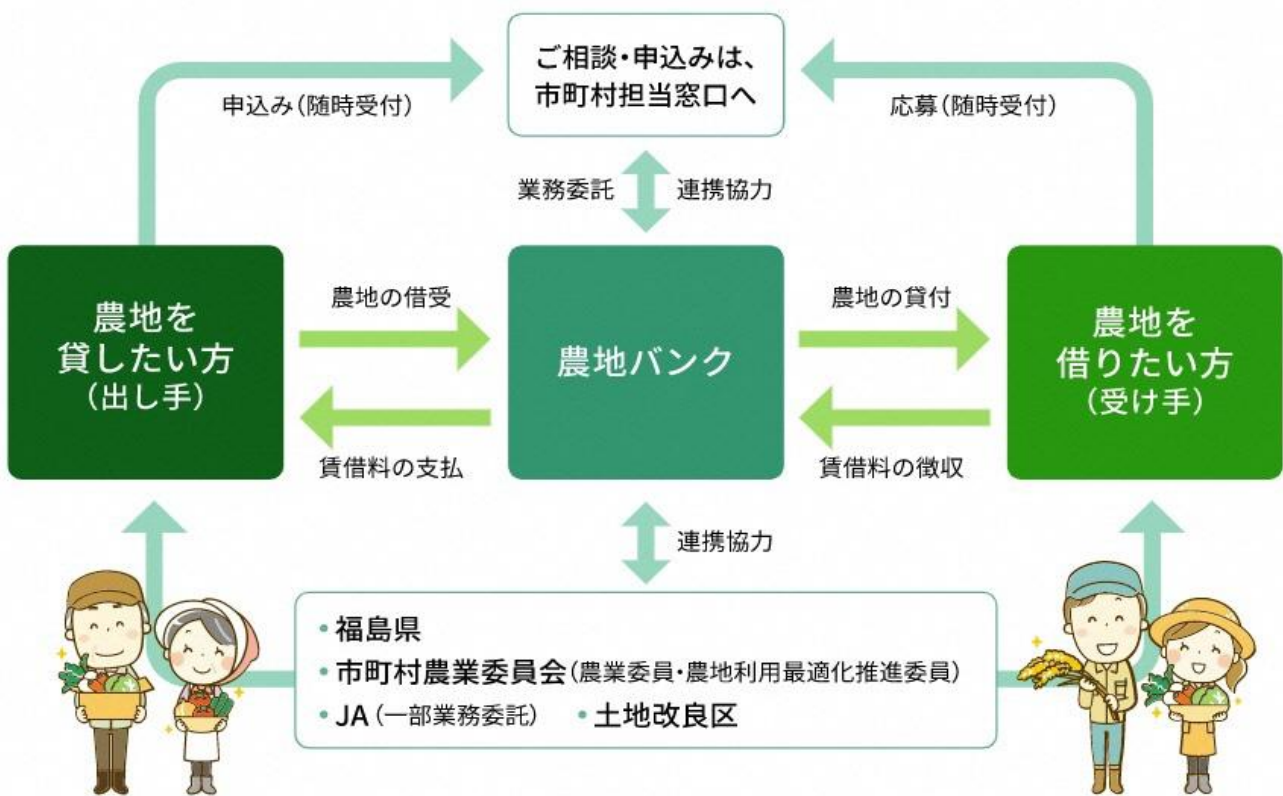 ご相談・申込みは、
市町村担当窓口へ
申込み（随時受付）
応募（随時受付）
業務委託
連携協力
農地を
貸したい方
（出し手）
農地の借受
賃借料の支払
農地バンク
農地の貸付
賃借料の徴収
農地を
借りたい方
（受け手）
連携協力
・福島県
・市町村農業委員会（農業委員・農地利用最適化推進委員）
・JA（一部業務委託） ・土地改良区